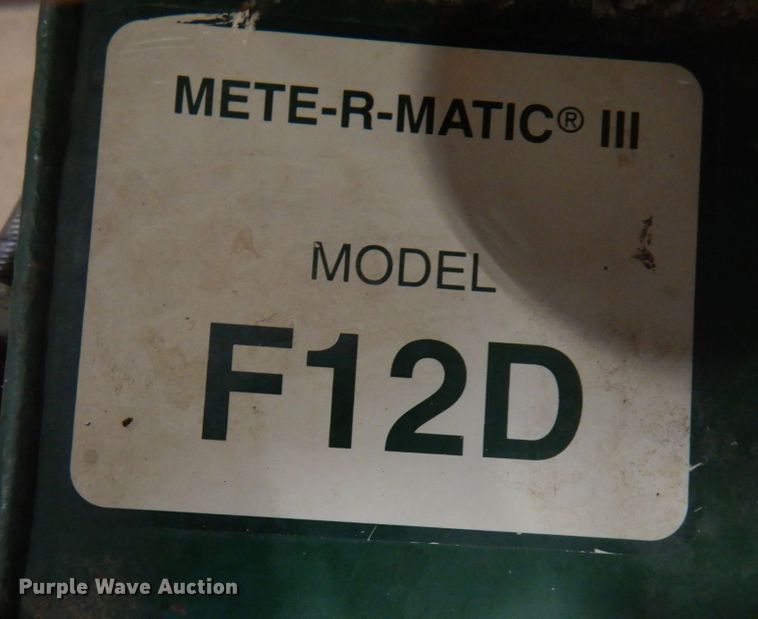 METE-R-MATIC® III
MODEL
F12D
Purple Wave Auction